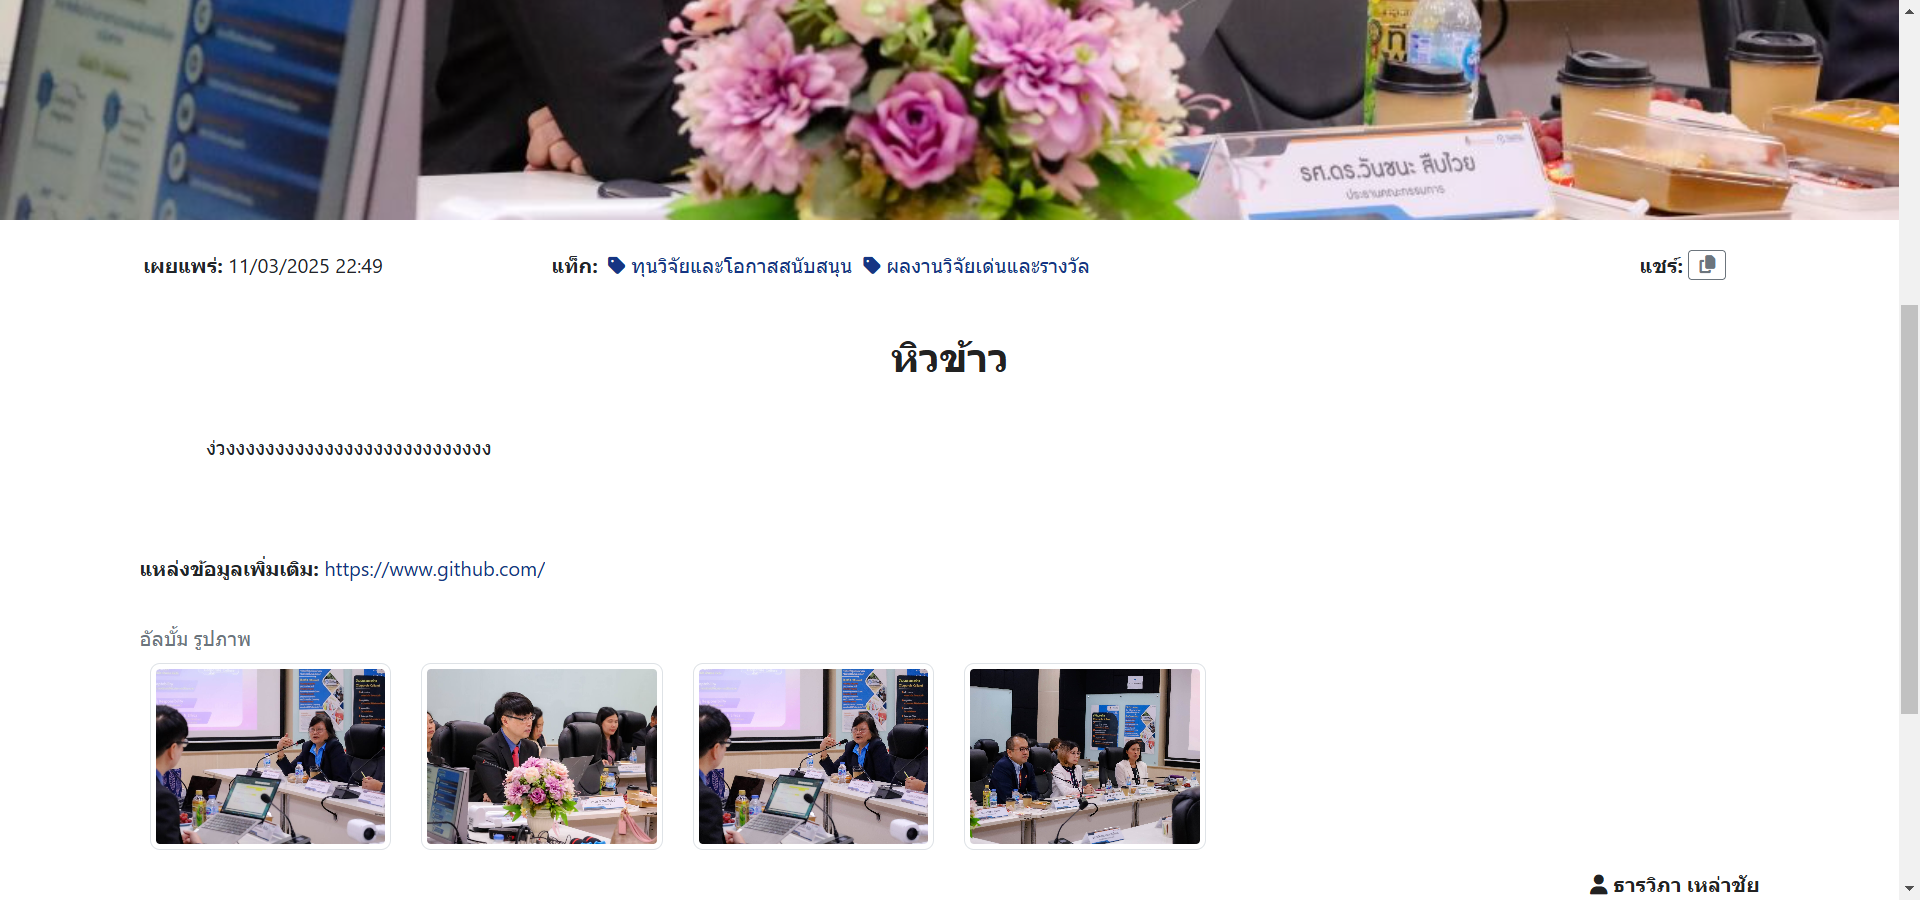 รศ.ดร.วันชนะ สืบไวย
ประธานคณะกรรมการ
เผยแพร่: 11/03/2025 22:49
แท็ก: ทุนวิจัยและโอกาสสนับสนุน ผลงานวิจัยเด่นและรางวัล
แชร์:
หิวข้าว
ง่วงงงงงงงงงงงงงงงงงงงงงงงงงงง
แหล่งข้อมูลเพิ่มเติม: https://www.github.com/
อัลบั้ม รูปภาพ
ธารวิภา เหล่าชัย